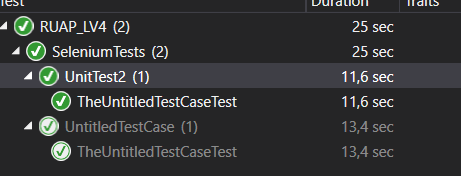 Test Duration Traits
RUAP_LV4 (2) 25 sec
SeleniumTests (2) 25 sec
UnitTest2 (1) 11,6 sec
TheUntitledTestCaseTest 11,6 sec
UntitledTestCase (1) 13,4 sec
TheUntitledTestCaseTest 13,4 sec